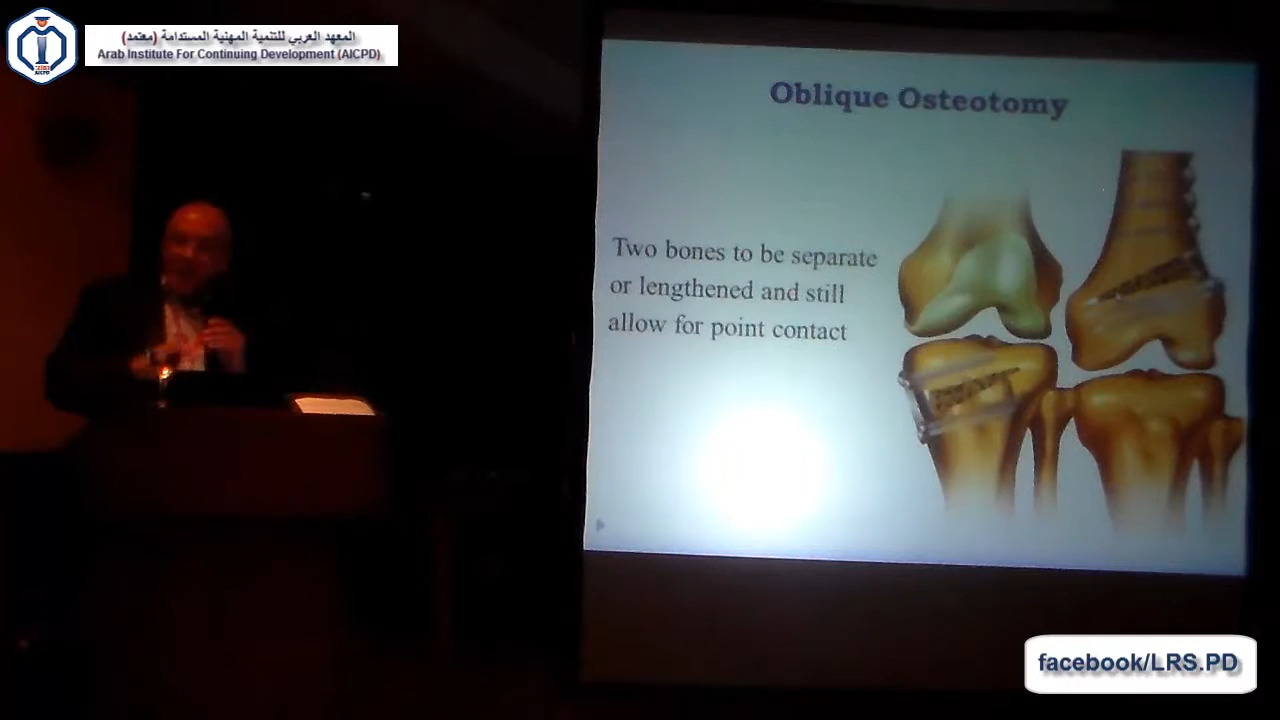 المعهد العربي للتنمية المهنية المستدامة (معتمد)
Arab Institute For Continuing Development (AICPD)
AICPD
Oblique Osteotomy
Two bones to be separate
or lengthened and still
allow for point contact
facebook/LRS.PD